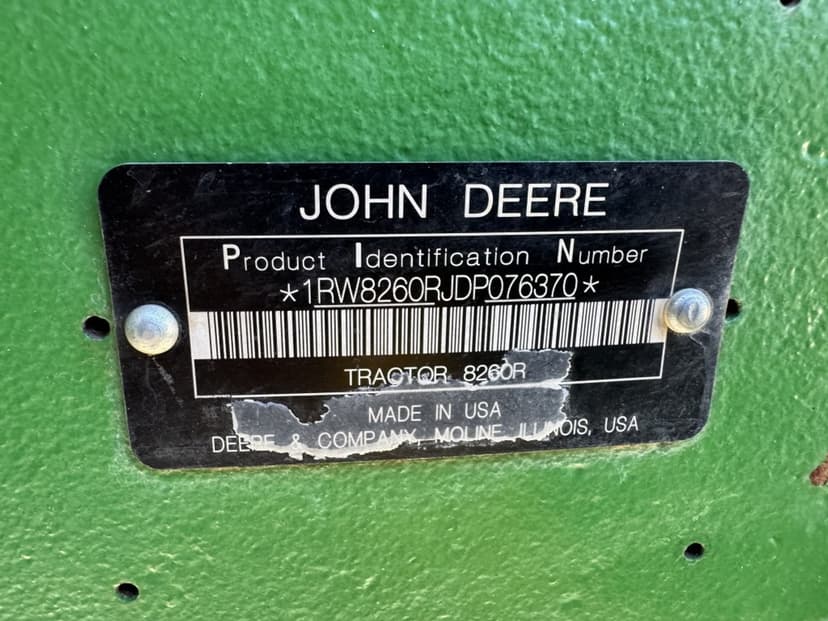 JOHN DEERE
Product Identification Number
*1RW8260RJDP076370*
TRACTOR 8260R
MADE IN USA
DEERE & COMPANY, MOLINE, ILLINOIS, USA